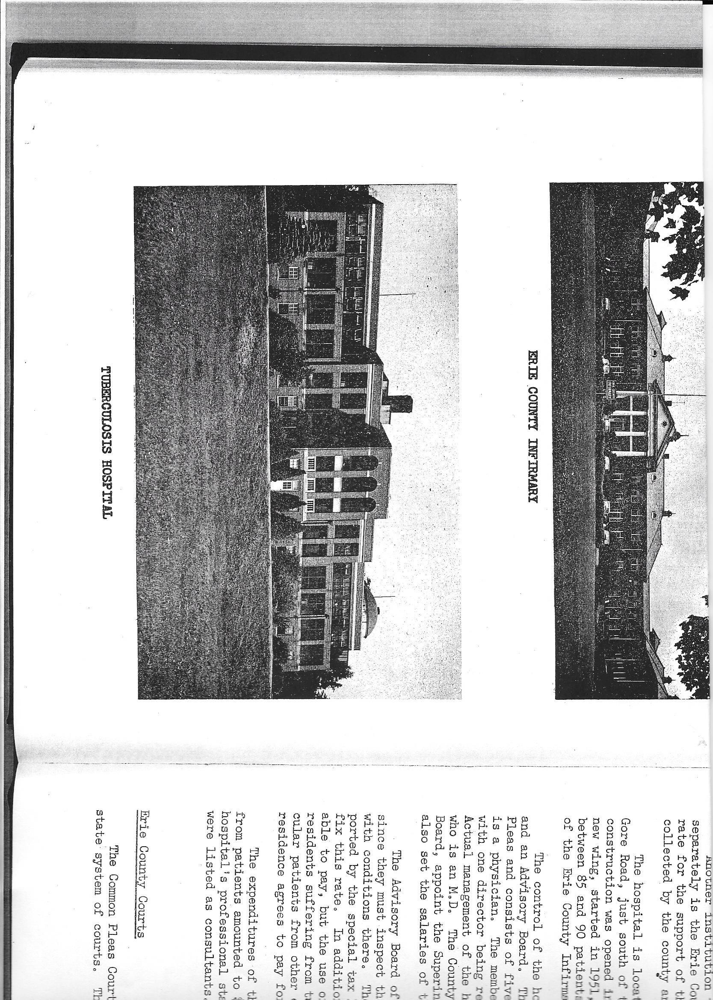 ERIE COUNTY INFIRMARY
TUBERCULOSIS HOSPITAL
Another institution
separately is the Erie Cou
rate for the support of th
collected by the county an
The hospital is locat
Gore Road, just south of t
construction was opened in
new wing, started in 1951,
between 85 and 90 patients
of the Erie County Infirma
The control of the ho
and an Advisory Board. Th
Pleas and consists of five
is a physician. The membe
with one director being re
Actual management of the h
who is an M.D. The County
Board, appoint the Superin
also set the salaries of t
The Advisory Board of
since they must inspect th
with conditions there. Th
ported by the special tax
fix this rate. In addition
able to pay, but the use o
residents suffering from tu
cular patients from other c
residence agrees to pay for
The expenditures of th
from patients amounted to $
hospital's professional sta
were listed as consultants.
Erie County Courts
The Common Pleas Court
state system of courts. Th